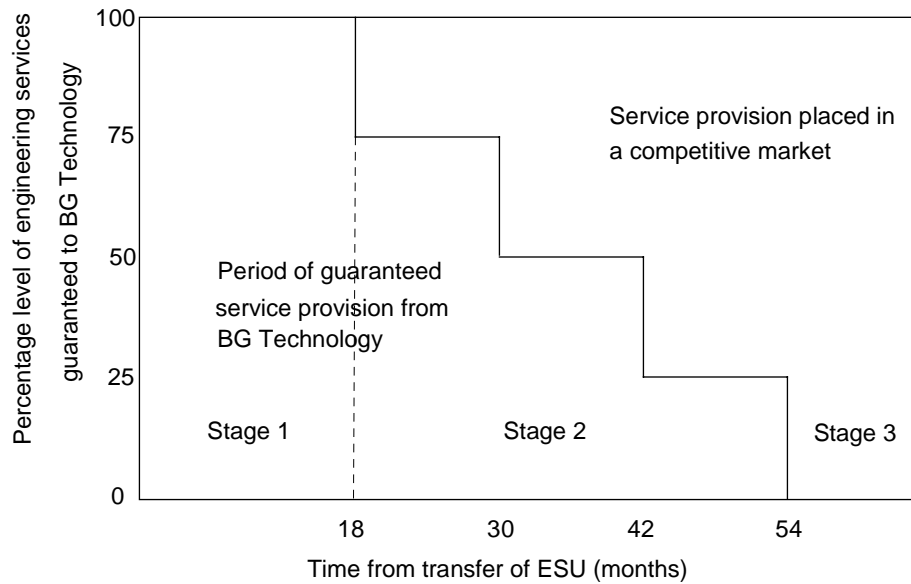 Percentage level of engineering services
guaranteed to BG Technology
100
75
50
25
0
Service provision placed in
a competitive market
Period of guaranteed
service provision from
BG Technology
Stage 1
Stage 2
Stage 3
18
30
42
54
Time from transfer of ESU (months)